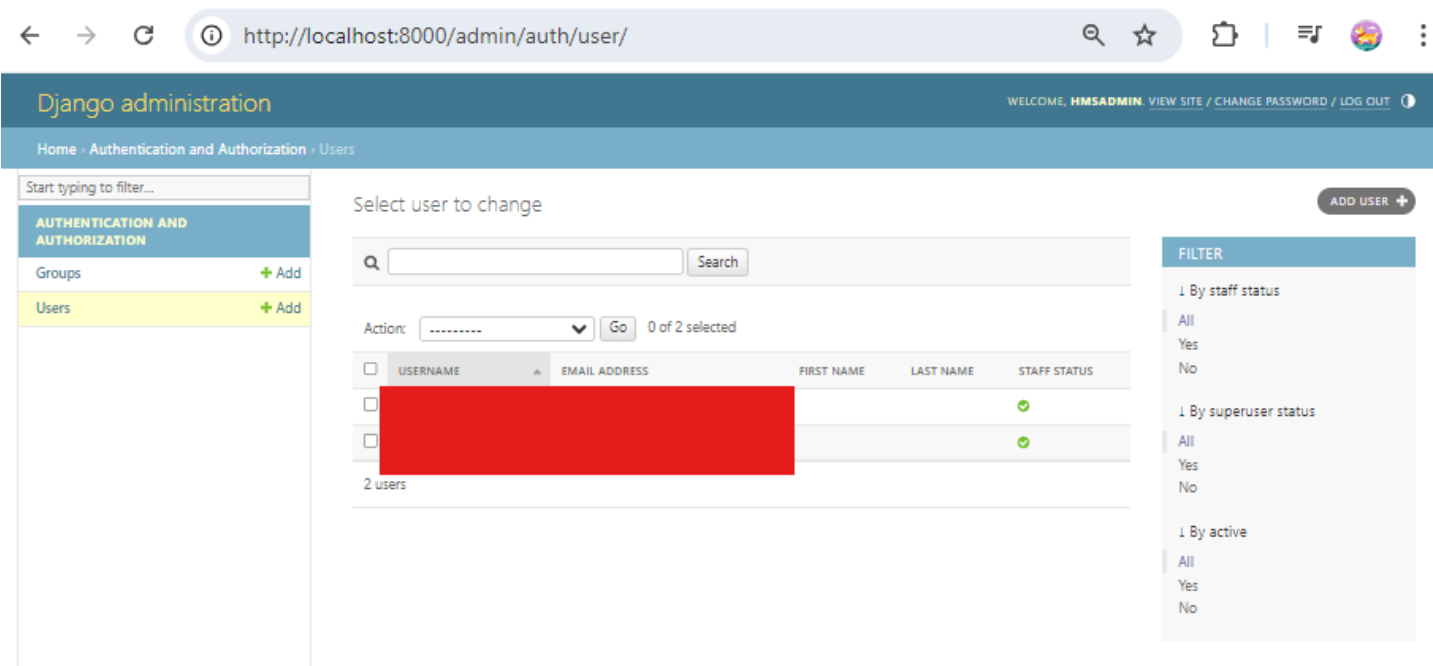 http://localhost:8000/admin/auth/user/
Django administration
WELCOME, HMSADMIN. VIEW SITE / CHANGE PASSWORD / LOG OUT
Home › Authentication and Authorization › Users
Start typing to filter...
AUTHENTICATION AND
AUTHORIZATION
Groups + Add
Users + Add
Select user to change
ADD USER +
Search
Action: --------- Go 0 of 2 selected
USERNAME EMAIL ADDRESS FIRST NAME LAST NAME STAFF STATUS
2 users
FILTER
↓ By staff status
All
Yes
No
↓ By superuser status
All
Yes
No
↓ By active
All
Yes
No